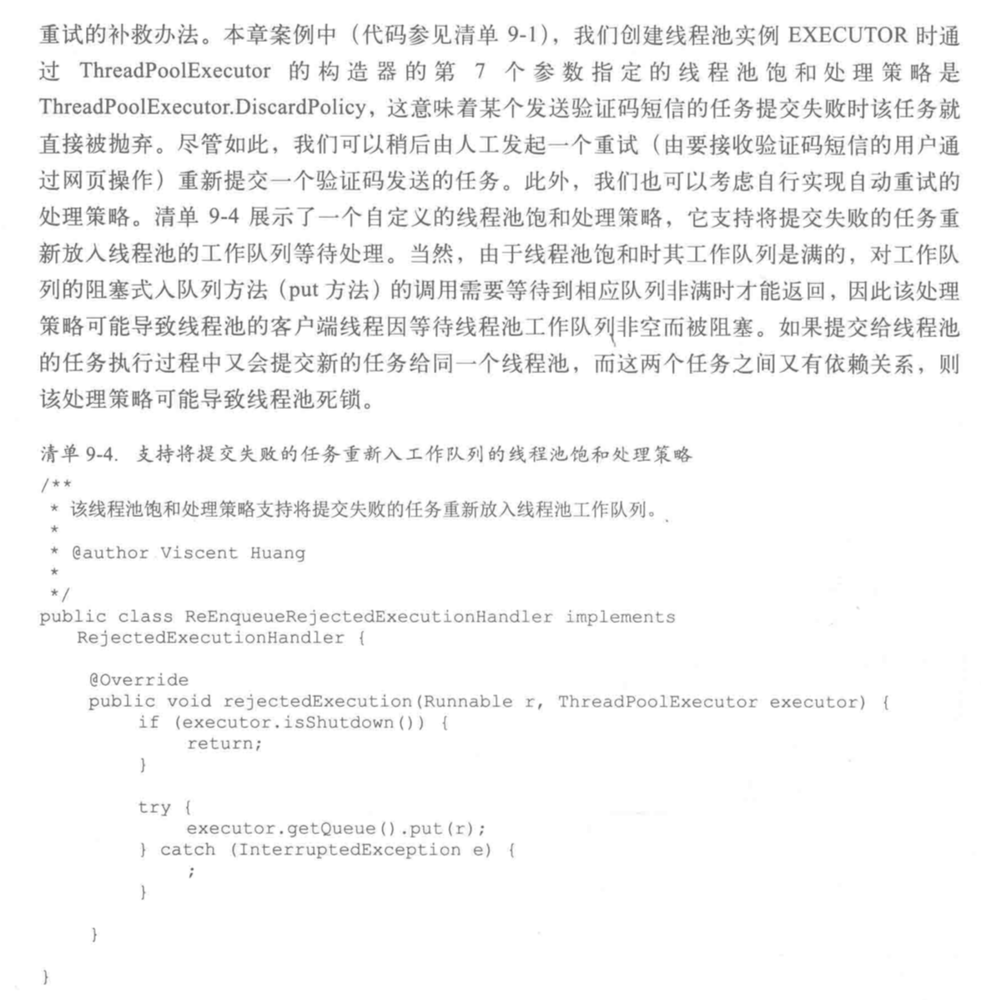 重试的补救办法。本章案例中（代码参见清单 9-1），我们创建线程池实例 EXECUTOR 时通
过 ThreadPoolExecutor 的构造器的第 7 个参数指定的线程池饱和处理策略是
ThreadPoolExecutor.DiscardPolicy，这意味着某个发送验证码短信的任务提交失败时该任务就
直接被抛弃。尽管如此，我们可以稍后由人工发起一个重试（由要接收验证码短信的用户通
过网页操作）重新提交一个验证码发送的任务。此外，我们也可以考虑自行实现自动重试的
处理策略。清单 9-4 展示了一个自定义的线程池饱和处理策略，它支持将提交失败的任务重
新放入线程池的工作队列等待处理。当然，由于线程池饱和时其工作队列是满的，对工作队
列的阻塞式入队列方法（put 方法）的调用需要等待到相应队列非满时才能返回，因此该处理
策略可能导致线程池的客户端线程因等待线程池工作队列非空而被阻塞。如果提交给线程池
的任务执行过程中又会提交新的任务给同一个线程池，而这两个任务之间又有依赖关系，则
该处理策略可能导致线程池死锁。
清单 9-4. 支持将提交失败的任务重新入工作队列的线程池饱和处理策略
/**
 * 该线程池饱和处理策略支持将提交失败的任务重新放入线程池工作队列。
 *
 * @author Viscent Huang
 *
 */
public class ReEnqueueRejectedExecutionHandler implements
   RejectedExecutionHandler {
    @Override
    public void rejectedExecution(Runnable r, ThreadPoolExecutor executor) {
        if (executor.isShutdown()) {
            return;
        }
        try {
            executor.getQueue().put(r);
        } catch (InterruptedException e) {
            ;
        }
    }
}